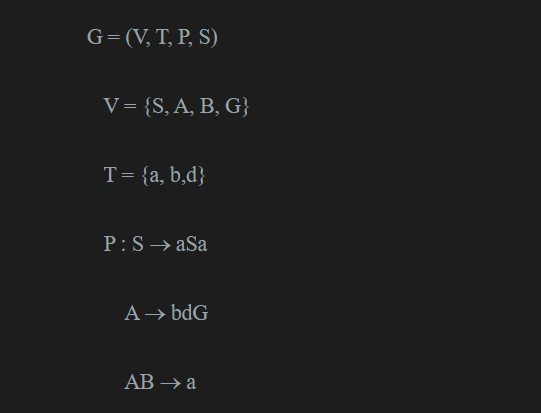 G = (V, T, P, S)
V = {S, A, B, G}
T = {a, b,d}
P : S → aSa
A → bdG
AB → a